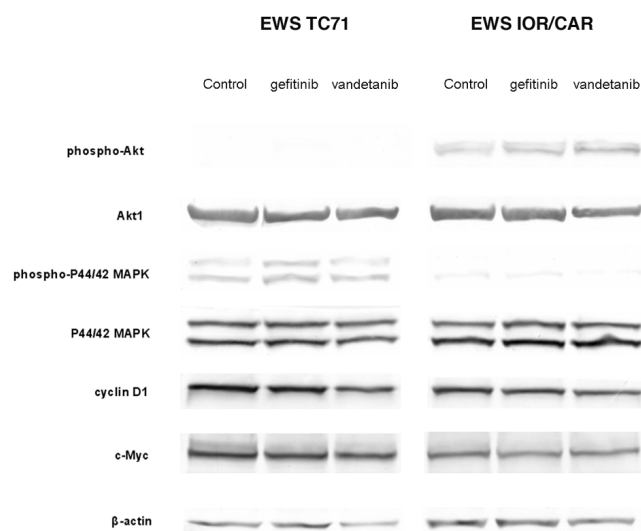 EWS TC71 EWS IOR/CAR
Control gefitinib vandetanib Control gefitinib vandetanib
phospho-Akt
Akt1
phospho-P44/42 MAPK
P44/42 MAPK
cyclin D1
c-Myc
β-actin